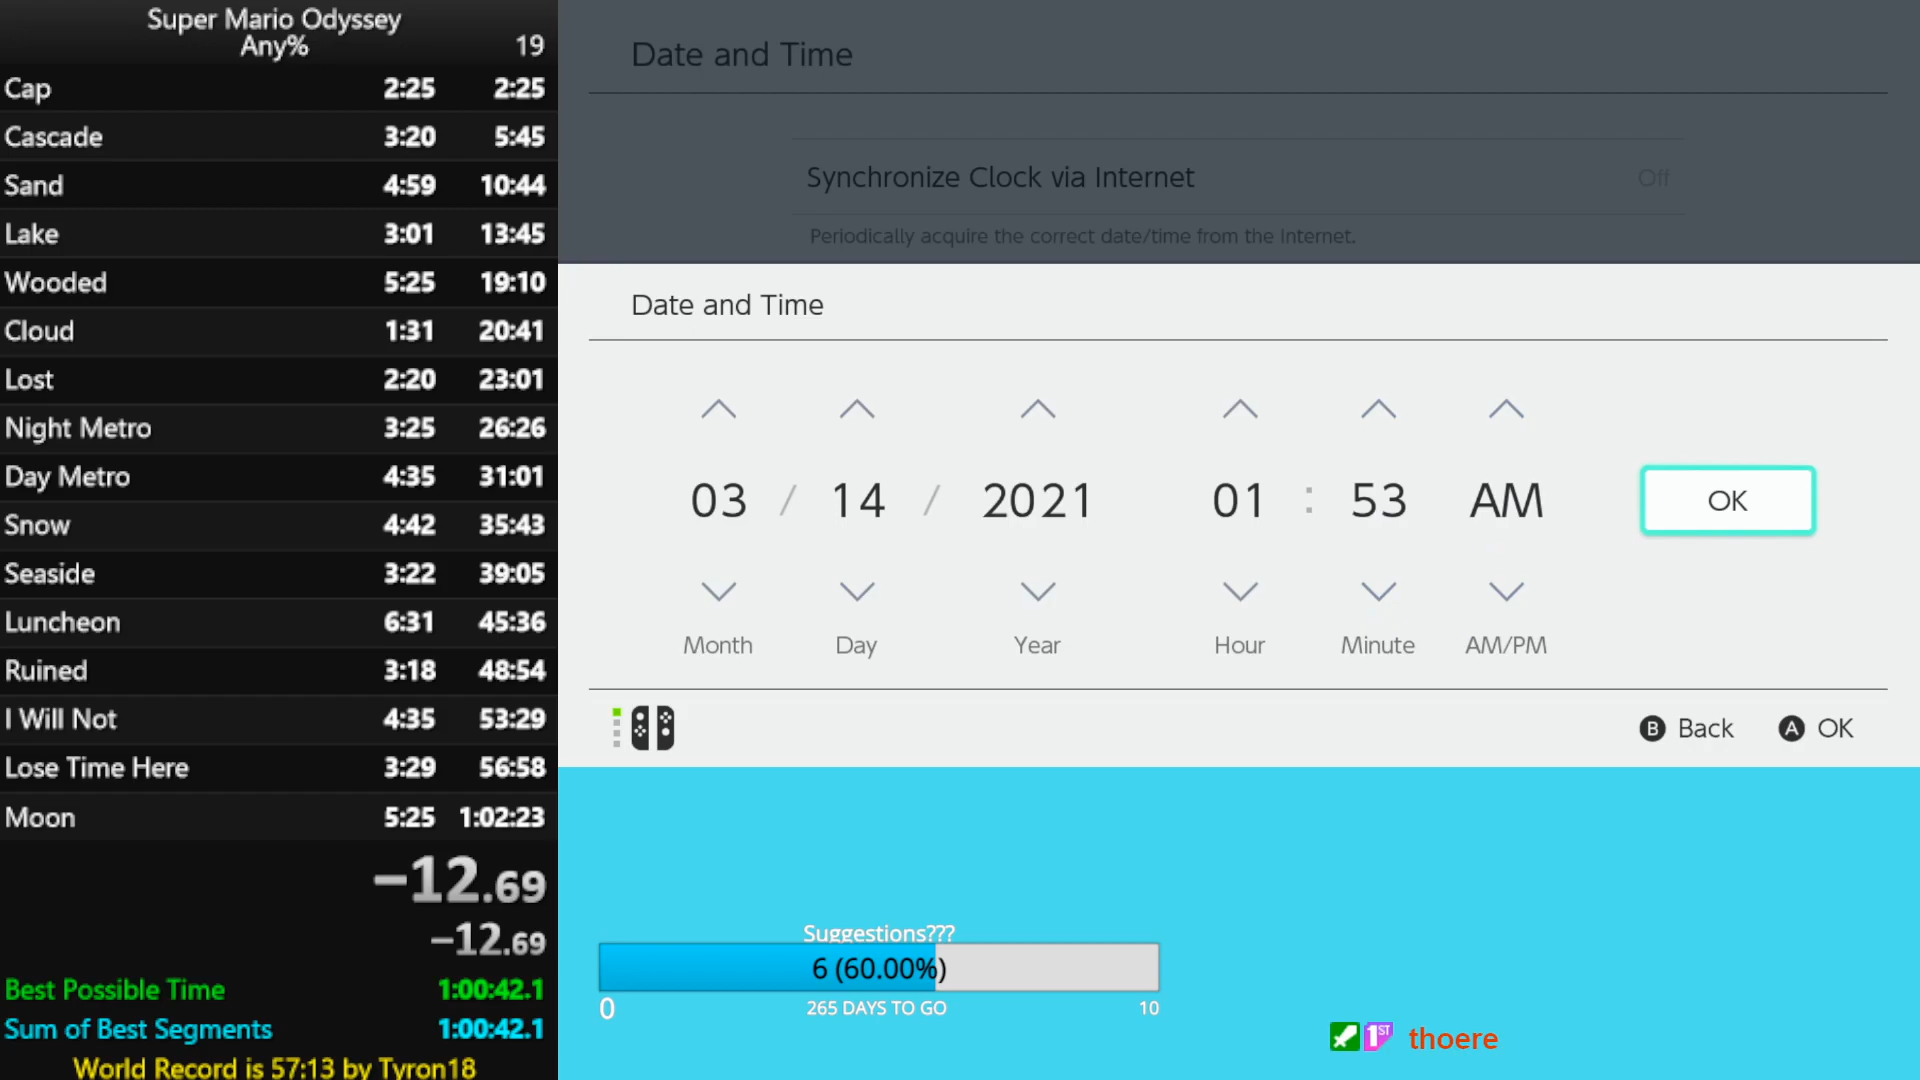 Super Mario Odyssey
Any%
19
Cap 2:25 2:25
Cascade 3:20 5:45
Sand 4:59 10:44
Lake 3:01 13:45
Wooded 5:25 19:10
Cloud 1:31 20:41
Lost 2:20 23:01
Night Metro 3:25 26:26
Day Metro 4:35 31:01
Snow 4:42 35:43
Seaside 3:22 39:05
Luncheon 6:31 45:36
Ruined 3:18 48:54
I Will Not 4:35 53:29
Lose Time Here 3:29 56:58
Moon 5:25 1:02:23
−12.69
−12.69
Best Possible Time 1:00:42.1
Sum of Best Segments 1:00:42.1
World Record is 57:13 by Tyron18
Date and Time
Synchronize Clock via Internet Off
Periodically acquire the correct date/time from the Internet.
Date and Time
03 / 14 / 2021 01 : 53 AM OK
Month Day Year Hour Minute AM/PM
B Back A OK
Suggestions???
6 (60.00%)
0 265 DAYS TO GO 10
1ST thoere